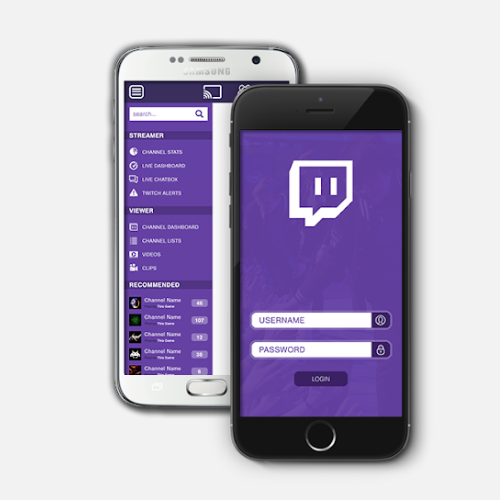 SAMSUNG
search...
STREAMER
CHANNEL STATS
LIVE DASHBOARD
LIVE CHATBOX
TWITCH ALERTS
VIEWER
CHANNEL DASHBOARD
CHANNEL LISTS
VIDEOS
CLIPS
RECOMMENDED
Channel Name 46
This Game
Channel Name 107
This Game
Channel Name 12
This Game
Channel Name 36
This Game
Channel Name 6
This Game
USERNAME
PASSWORD
LOGIN